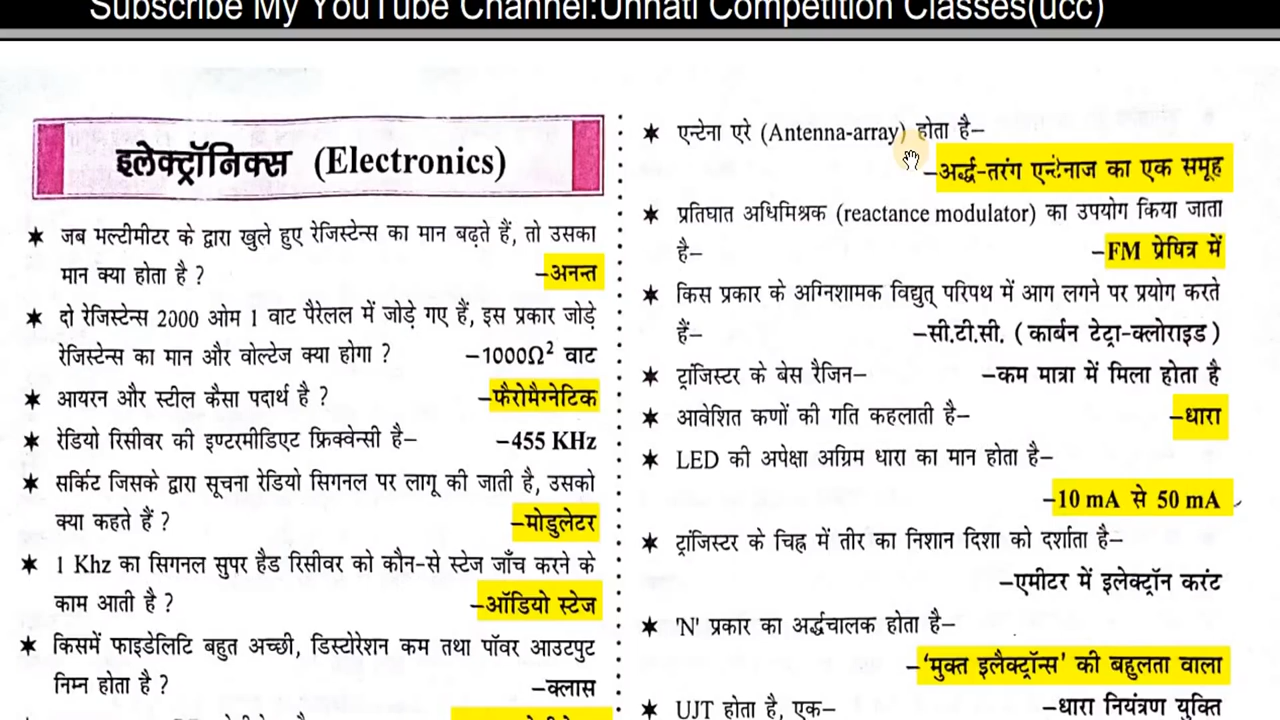 Subscribe My YouTube Channel:Unnati Competition Classes(ucc)
इलेक्ट्रॉनिक्स (Electronics)
★ जब मल्टीमीटर के द्वारा खुले हुए रेजिस्टेन्स का मान बढ़ते हैं, तो उसका
मान क्या होता है ? –अनन्त
★ दो रेजिस्टेन्स 2000 ओम 1 वाट पैरेलल में जोड़े गए हैं, इस प्रकार जोड़े
रेजिस्टेन्स का मान और वोल्टेज क्या होगा ? –1000Ω² वाट
★ आयरन और स्टील कैसा पदार्थ है ? –फैरोमैग्नेटिक
★ रेडियो रिसीवर की इण्टरमीडिएट फ्रिक्वेन्सी है– –455 KHz
★ सर्किट जिसके द्वारा सूचना रेडियो सिगनल पर लागू की जाती है, उसको
क्या कहते हैं ? –मोडुलेटर
★ 1 Khz का सिगनल सुपर हैड रिसीवर को कौन-से स्टेज जाँच करने के
काम आती है ? –ऑडियो स्टेज
★ किसमें फाइडेलिटि बहुत अच्छी, डिस्टोरेशन कम तथा पॉवर आउटपुट
निम्न होता है ? –क्लास
★ एन्टेना एरे (Antenna-array) होता है–
–अर्द्ध-तरंग एन्टेनाज का एक समूह
★ प्रतिघात अधिमिश्रक (reactance modulator) का उपयोग किया जाता
है– –FM प्रेषित्र में
★ किस प्रकार के अग्निशामक विद्युत् परिपथ में आग लगने पर प्रयोग करते
हैं– –सी.टी.सी. (कार्बन टेट्रा-क्लोराइड)
★ ट्रांजिस्टर के बेस रैजिन– –कम मात्रा में मिला होता है
★ आवेशित कणों की गति कहलाती है– –धारा
★ LED की अपेक्षा अग्रिम धारा का मान होता है–
–10 mA से 50 mA
★ ट्रांजिस्टर के चिह्न में तीर का निशान दिशा को दर्शाता है–
–एमीटर में इलेक्ट्रॉन करंट
★ 'N' प्रकार का अर्द्धचालक होता है–
–‘मुक्त इलैक्ट्रॉन्स’ की बहुलता वाला
★ UJT होता है, एक– –धारा नियंत्रण युक्ति